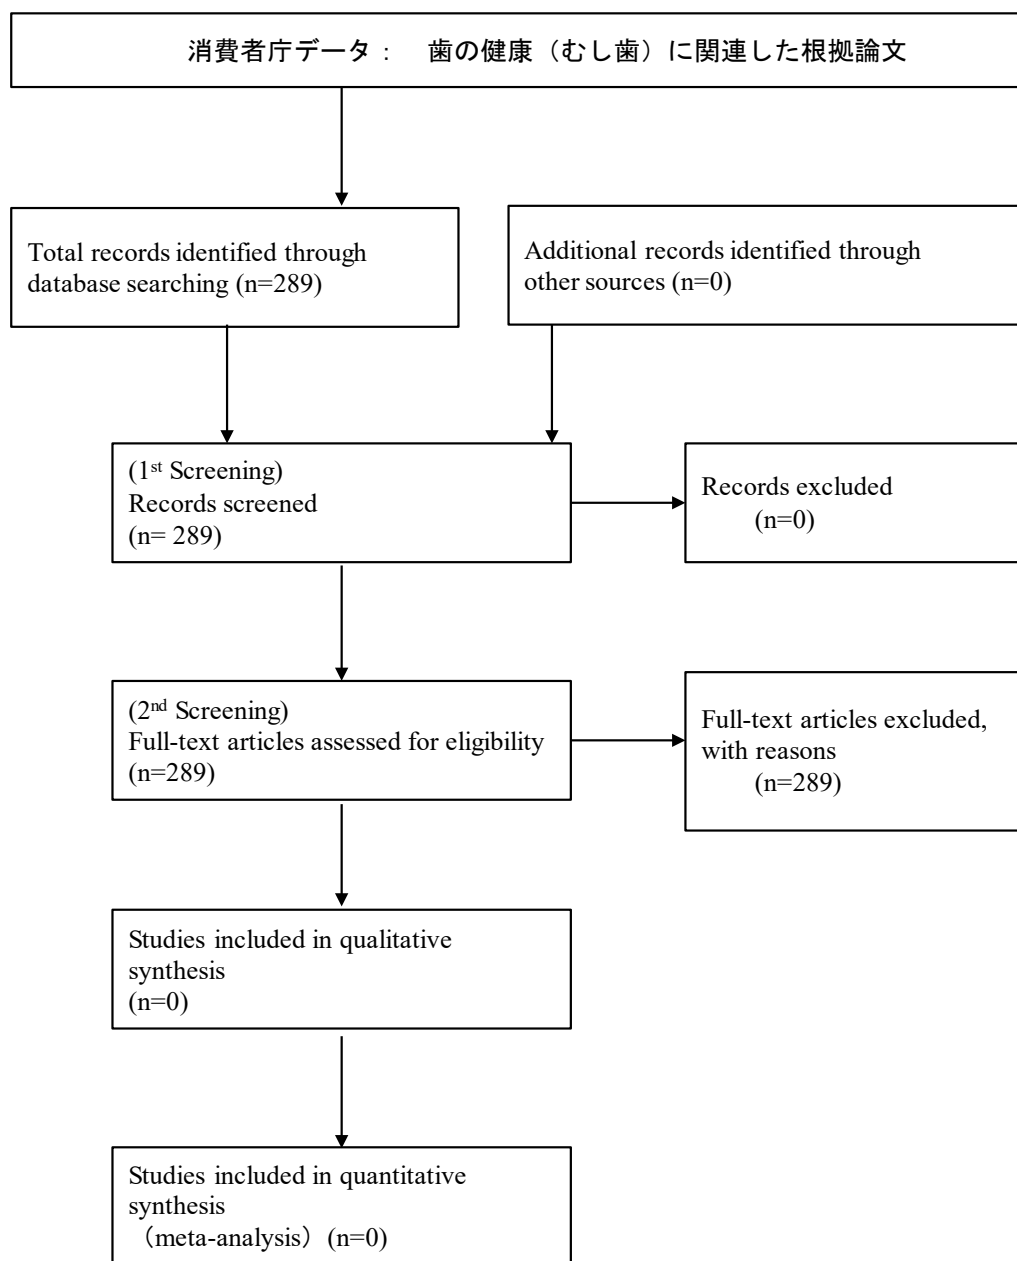 消費者庁データ： 歯の健康（むし歯）に関連した根拠論文
Total records identified through
database searching (n=289)
Additional records identified through
other sources (n=0)
(1st Screening)
Records screened
(n= 289)
Records excluded
(n=0)
(2nd Screening)
Full-text articles assessed for eligibility
(n=289)
Full-text articles excluded,
with reasons
(n=289)
Studies included in qualitative
synthesis
(n=0)
Studies included in quantitative
synthesis
（meta-analysis）(n=0)